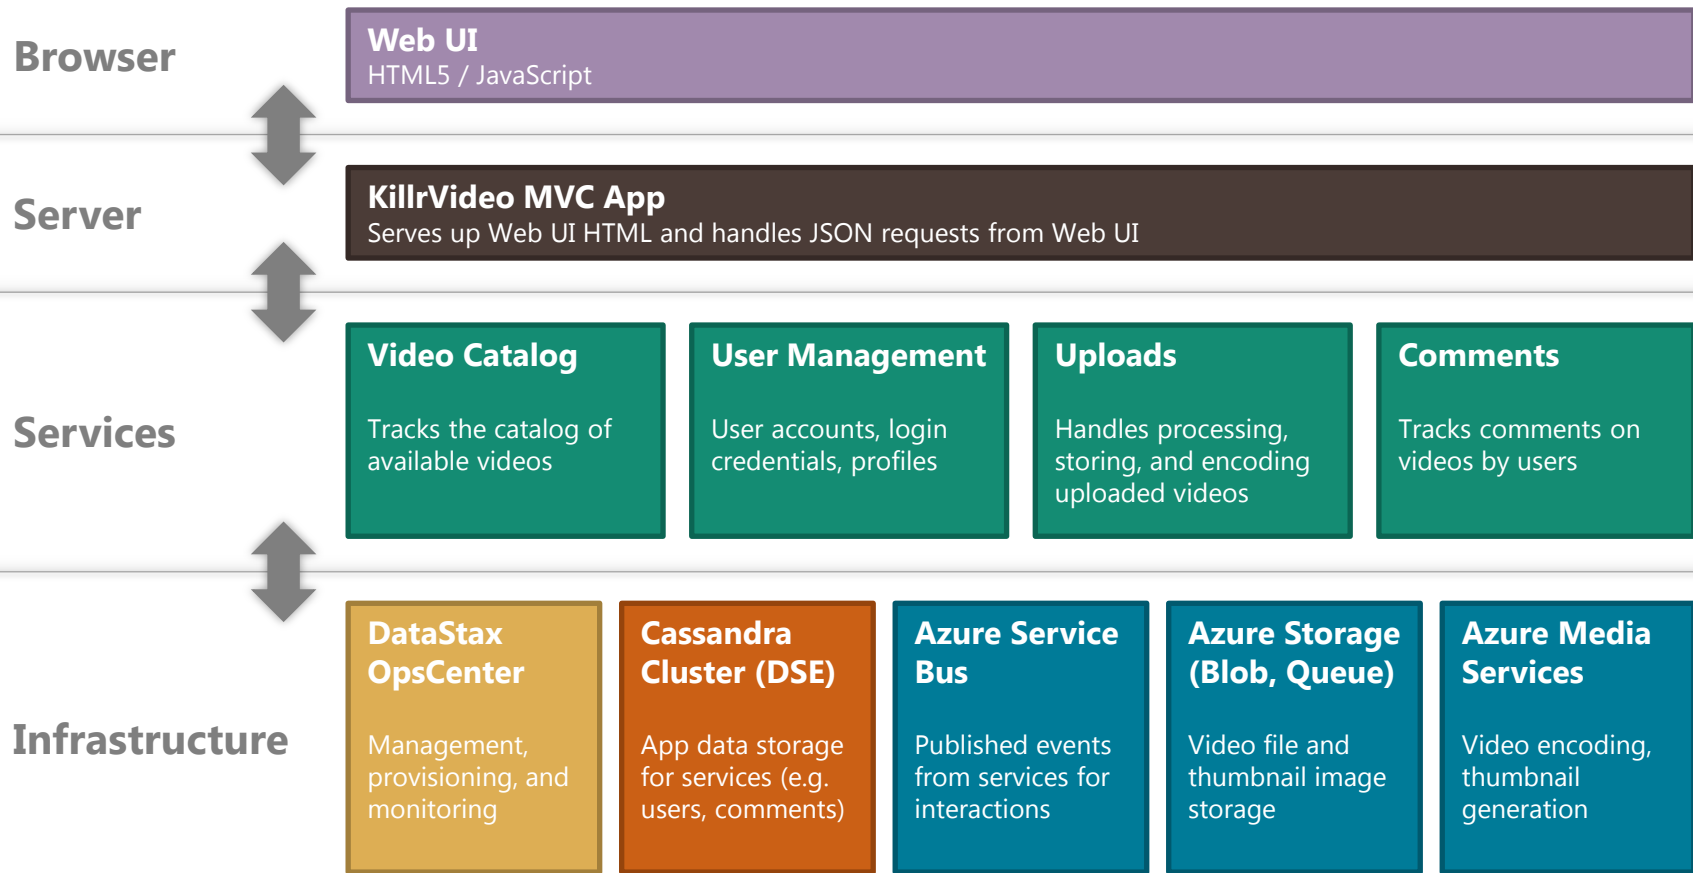 Browser
Web UI
HTML5 / JavaScript
Server
KillrVideo MVC App
Serves up Web UI HTML and handles JSON requests from Web UI
Services
Video Catalog
Tracks the catalog of
available videos
User Management
User accounts, login
credentials, profiles
Uploads
Handles processing,
storing, and encoding
uploaded videos
Comments
Tracks comments on
videos by users
Infrastructure
DataStax
OpsCenter
Management,
provisioning, and
monitoring
Cassandra
Cluster (DSE)
App data storage
for services (e.g.
users, comments)
Azure Service
Bus
Published events
from services for
interactions
Azure Storage
(Blob, Queue)
Video file and
thumbnail image
storage
Azure Media
Services
Video encoding,
thumbnail
generation